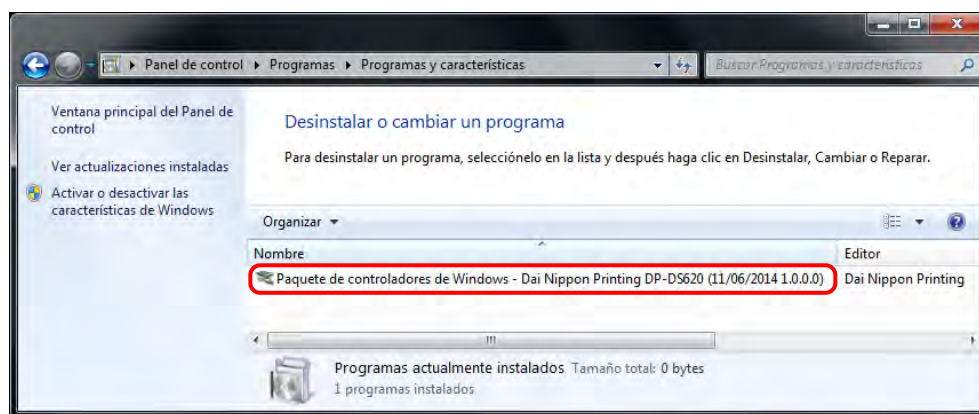 Panel de control ▸ Programas ▸ Programas y características
Buscar Programas y características
Ventana principal del Panel de
control
Ver actualizaciones instaladas
Activar o desactivar las
características de Windows
Desinstalar o cambiar un programa
Para desinstalar un programa, selecciónelo en la lista y después haga clic en Desinstalar, Cambiar o Reparar.
Organizar
Nombre
Editor
Paquete de controladores de Windows - Dai Nippon Printing DP-DS620 (11/06/2014 1.0.0.0)
Dai Nippon Printing
Programas actualmente instalados Tamaño total: 0 bytes
1 programas instalados